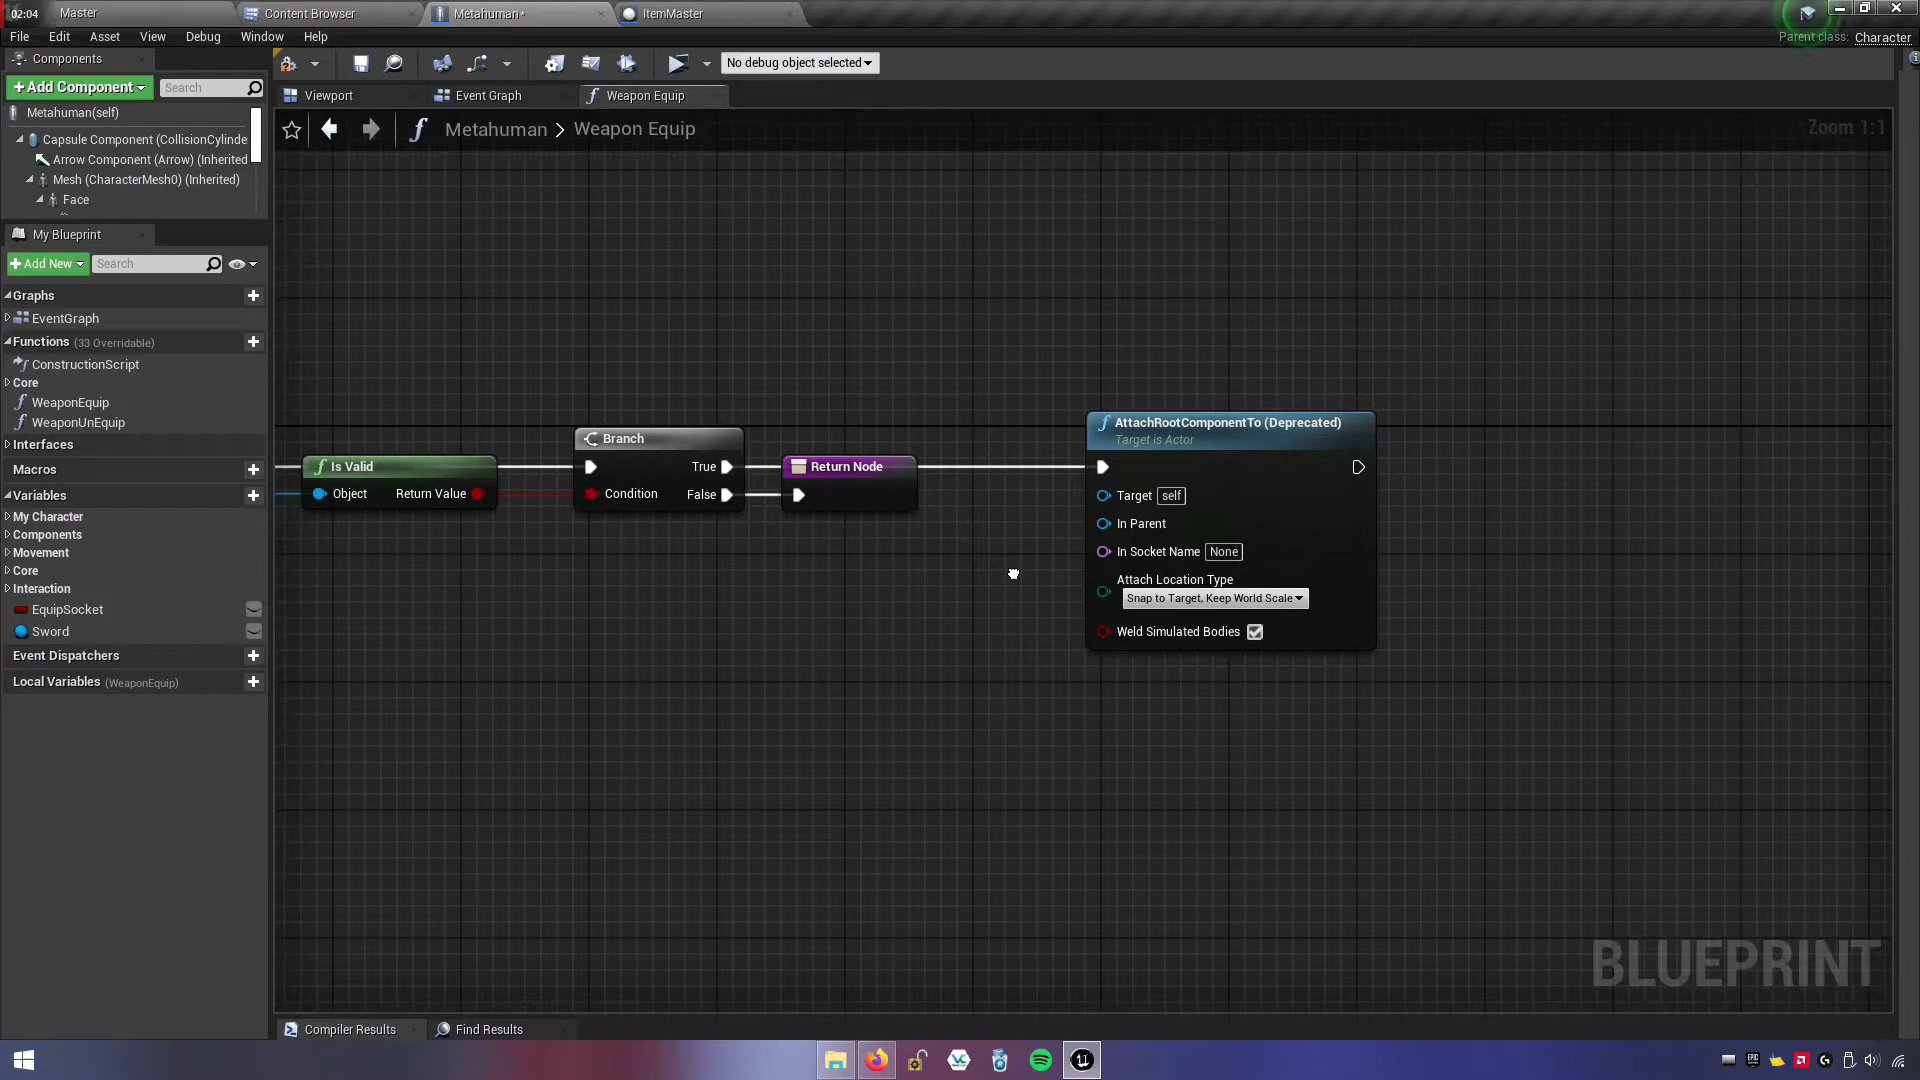 02:04
Master
Content Browser
Metahuman*
ItemMaster
File
Edit
Asset
View
Debug
Window
Help
Parent class: Character
Components
+ Add Component
Search
No debug object selected
Metahuman(self)
Capsule Component (CollisionCylinde
Arrow Component (Arrow) (Inherited
Mesh (CharacterMesh0) (Inherited)
Face
Viewport
Event Graph
Weapon Equip
Metahuman > Weapon Equip
Zoom 1:1
My Blueprint
+ Add New
Search
Graphs
EventGraph
Functions (33 Overridable)
ConstructionScript
Core
WeaponEquip
WeaponUnEquip
Interfaces
Macros
Variables
My Character
Components
Movement
Core
Interaction
EquipSocket
Sword
Event Dispatchers
Local Variables (WeaponEquip)
Is Valid
Object
Return Value
Branch
True
Condition
False
Return Node
AttachRootComponentTo (Deprecated)
Target is Actor
Target self
In Parent
In Socket Name None
Attach Location Type
Snap to Target, Keep World Scale
Weld Simulated Bodies
BLUEPRINT
Compiler Results
Find Results